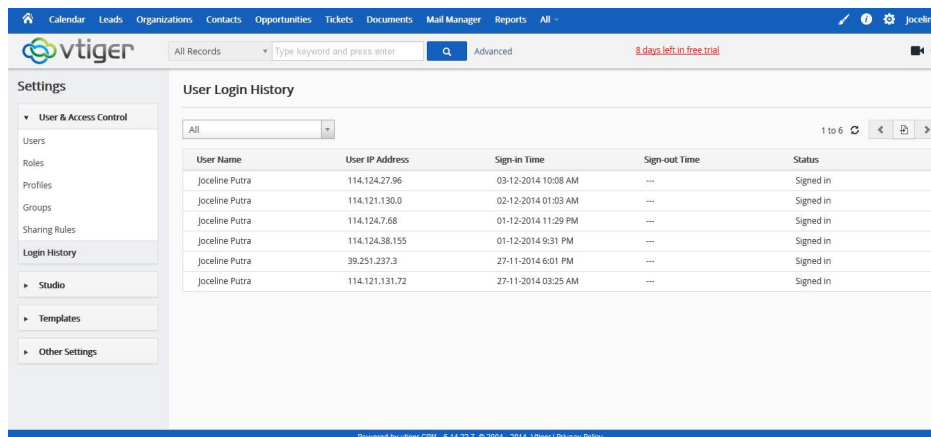 Calendar Leads Organizations Contacts Opportunities Tickets Documents Mail Manager Reports All
vtiger
All Records
Type keyword and press enter
Advanced
8 days left in free trial
Settings
User & Access Control
Users
Roles
Profiles
Groups
Sharing Rules
Login History
Studio
Templates
Other Settings
User Login History
All
1 to 6
User Name User IP Address Sign-in Time Sign-out Time Status
Joceline Putra 114.124.27.96 03-12-2014 10:08 AM --- Signed in
Joceline Putra 114.121.130.0 02-12-2014 01:03 AM --- Signed in
Joceline Putra 114.124.7.68 01-12-2014 11:29 PM --- Signed in
Joceline Putra 114.124.38.155 01-12-2014 9:31 PM --- Signed in
Joceline Putra 39.251.237.3 27-11-2014 6:01 PM --- Signed in
Joceline Putra 114.121.131.72 27-11-2014 03:25 AM --- Signed in